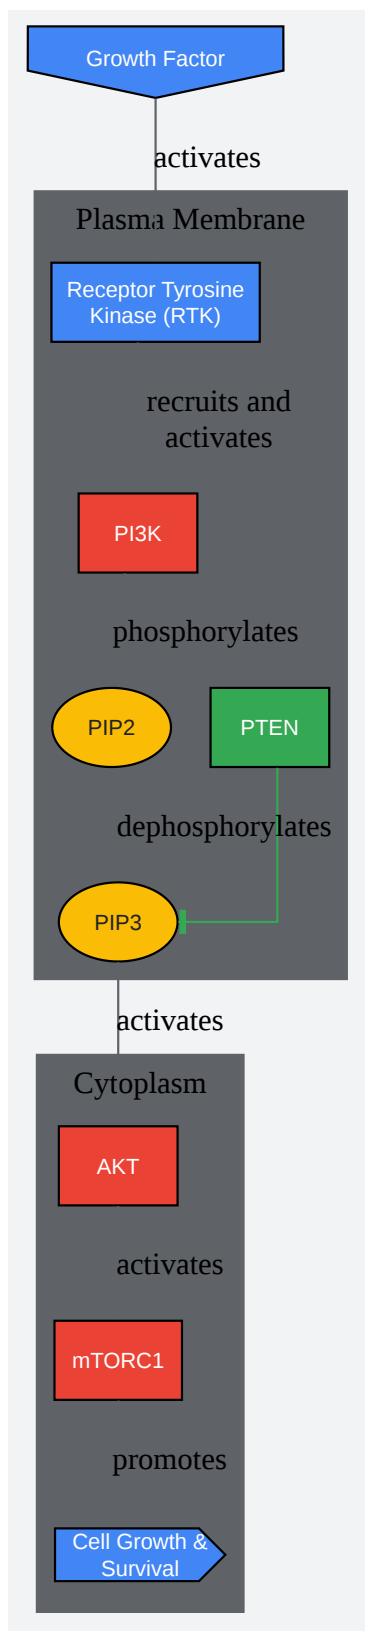 Growth Factor
activates
Plasma Membrane
Receptor Tyrosine
Kinase (RTK)
recruits and
activates
PI3K
phosphorylates
PIP2
PTEN
dephosphorylates
PIP3
activates
Cytoplasm
AKT
activates
mTORC1
promotes
Cell Growth &
Survival